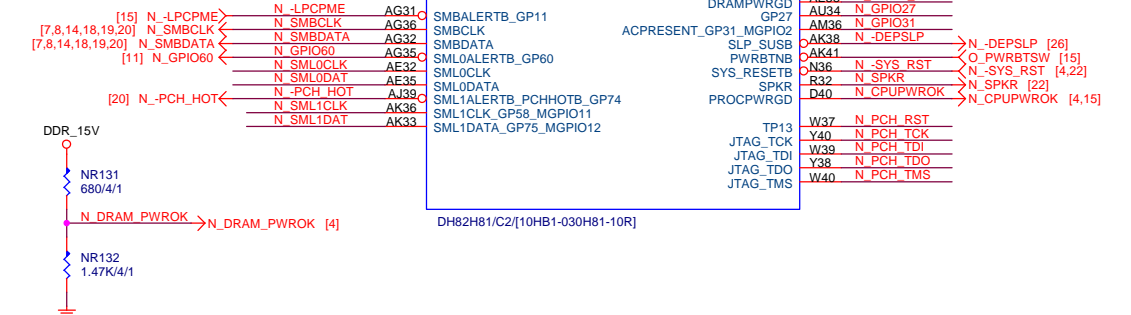 DRAMPWRGD
[15] N_-LPCPME N_-LPCPME AG31 SMBALERTB_GP11 GP27 AU34 N_GPIO27
[7,8,14,18,19,20] N_SMBCLK N_SMBCLK AG36 SMBCLK ACPRESENT_GP31_MGPIO2 AM36 N_GPIO31
[7,8,14,18,19,20] N_SMBDATA N_SMBDATA AG32 SMBDATA SLP_SUSB AK38 N_-DEPSLP N_-DEPSLP [26]
[11] N_GPIO60 N_GPIO60 AG35 SML0ALERTB_GP60 PWRBTNB AK41 O_PWRBTSW [15]
N_SML0CLK AE32 SML0CLK SYS_RESETB N36 N_-SYS_RST N_-SYS_RST [4,22]
N_SML0DAT AE35 SML0DATA SPKR R32 N_SPKR N_SPKR [22]
[20] N_-PCH_HOT N_-PCH_HOT AJ39 SML1ALERTB_PCHHOTB_GP74 PROCPWRGD D40 N_CPUPWROK N_CPUPWROK [4,15]
N_SML1CLK AK36 SML1CLK_GP58_MGPIO11
N_SML1DAT AK33 SML1DATA_GP75_MGPIO12 TP13 W37 N_PCH_RST
JTAG_TCK Y40 N_PCH_TCK
JTAG_TDI W39 N_PCH_TDI
JTAG_TDO Y38 N_PCH_TDO
JTAG_TMS W40 N_PCH_TMS
DH82H81/C2/[10HB1-030H81-10R]
DDR_15V
NR131
680/4/1
N_DRAM_PWROK N_DRAM_PWROK [4]
NR132
1.47K/4/1